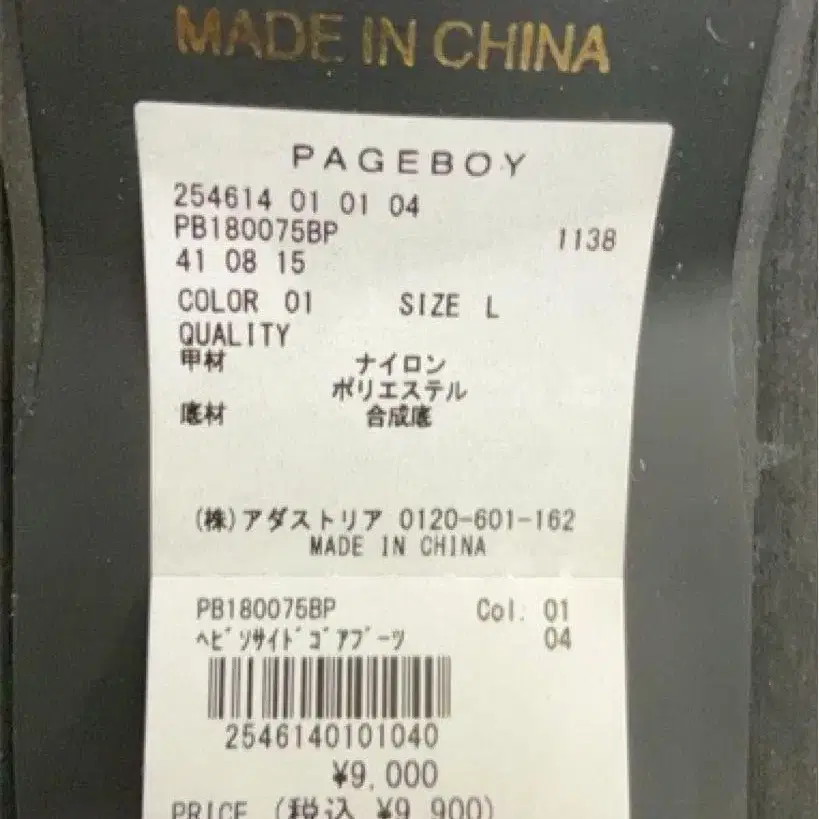 MADE IN CHINA
PAGEBOY
254614 01 01 04
PB180075BP 1138
41 08 15
COLOR 01 SIZE L
QUALITY
甲材 ナイロン
ポリエステル
底材 合成底
(株)アダストリア 0120-601-162
MADE IN CHINA
PB180075BP Col. 01
ヘビソサイドゴアブーツ 04
2546140101040
¥9,000
PRICE (税込 ¥9,900)